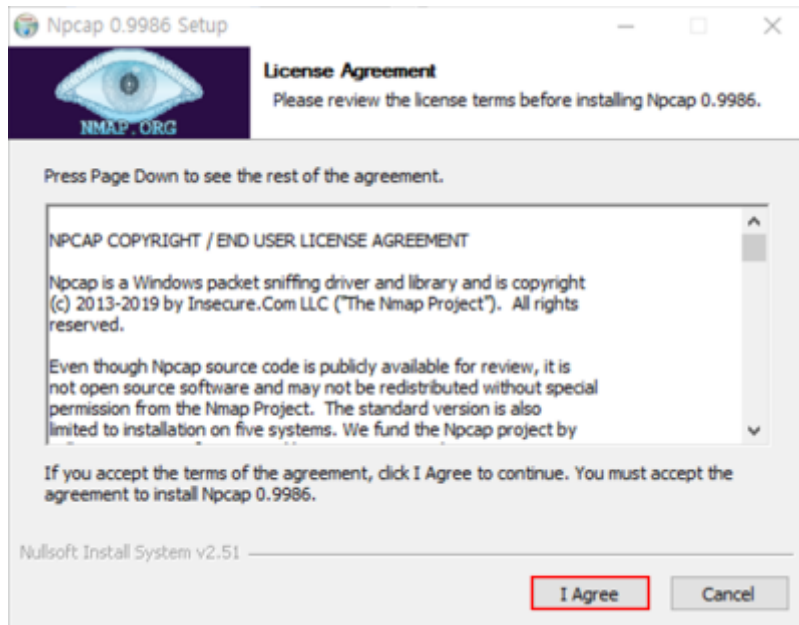 Npcap 0.9986 Setup
NMAP.ORG
License Agreement
Please review the license terms before installing Npcap 0.9986.
Press Page Down to see the rest of the agreement.
NPCAP COPYRIGHT / END USER LICENSE AGREEMENT
Npcap is a Windows packet sniffing driver and library and is copyright
(c) 2013-2019 by Insecure.Com LLC ("The Nmap Project").  All rights
reserved.
Even though Npcap source code is publicly available for review, it is
not open source software and may not be redistributed without special
permission from the Nmap Project.  The standard version is also
limited to installation on five systems. We fund the Npcap project by
If you accept the terms of the agreement, click I Agree to continue. You must accept the
agreement to install Npcap 0.9986.
Nullsoft Install System v2.51
I Agree
Cancel